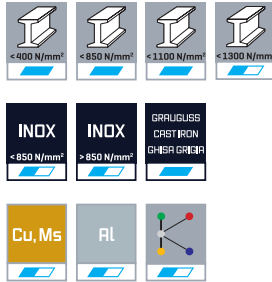 <400 N/mm²
<850 N/mm²
<1100 N/mm²
<1300 N/mm²
INOX
<850 N/mm²
INOX
>850 N/mm²
GRAUGUSS
CAST IRON
GHISA GRIGIA
Cu, Ms
Al